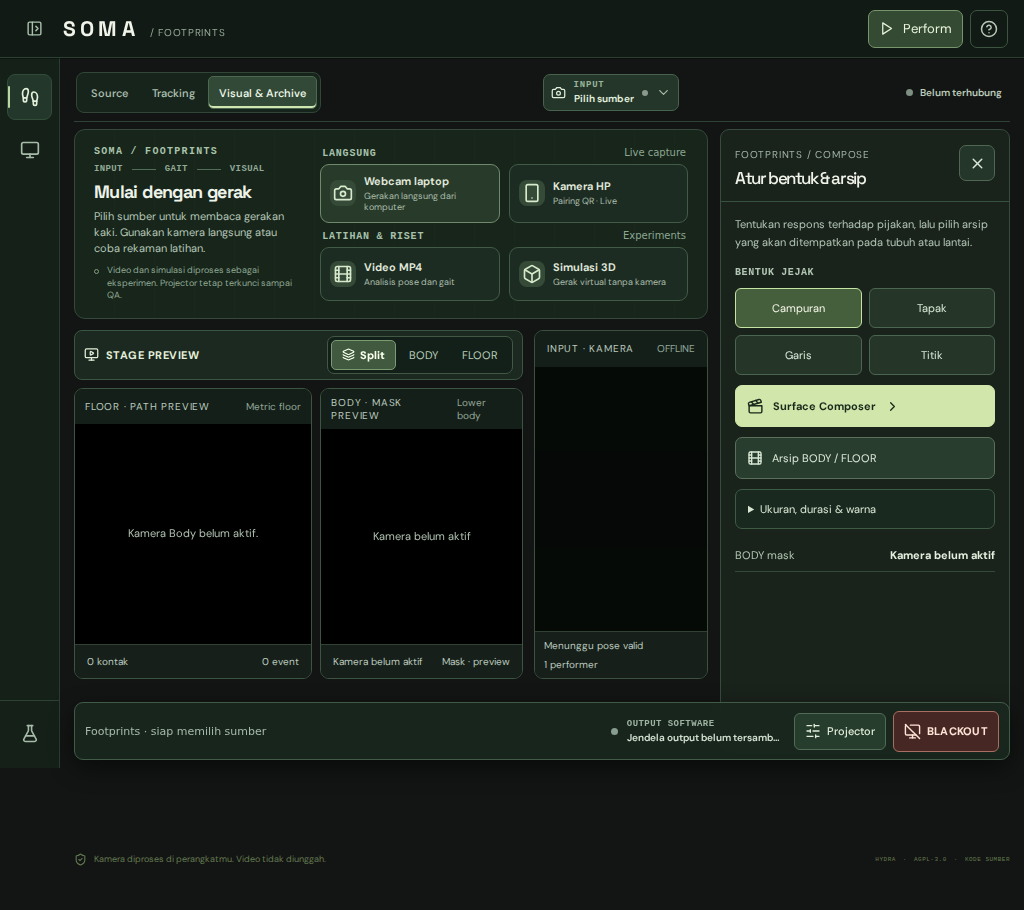 SOMA / FOOTPRINTS
Perform
Source Tracking Visual & Archive
INPUT
Pilih sumber
Belum terhubung
SOMA / FOOTPRINTS
INPUT GAIT VISUAL
Mulai dengan gerak
Pilih sumber untuk membaca gerakan
kaki. Gunakan kamera langsung atau
coba rekaman latihan.
Video dan simulasi diproses sebagai
eksperimen. Projector tetap terkunci sampai
QA.
LANGSUNG Live capture
Webcam laptop
Gerakan langsung dari
komputer
Kamera HP
Pairing QR · Live
LATIHAN & RISET Experiments
Video MP4
Analisis pose dan gait
Simulasi 3D
Gerak virtual tanpa kamera
STAGE PREVIEW
Split BODY FLOOR
FLOOR · PATH PREVIEW Metric floor
Kamera Body belum aktif.
0 kontak 0 event
BODY · MASK
PREVIEW
Lower
body
Kamera belum aktif
Kamera belum aktif Mask · preview
INPUT · KAMERA OFFLINE
Menunggu pose valid
1 performer
FOOTPRINTS / COMPOSE
Atur bentuk & arsip
Tentukan respons terhadap pijakan, lalu pilih arsip
yang akan ditempatkan pada tubuh atau lantai.
BENTUK JEJAK
Campuran Tapak
Garis Titik
Surface Composer
Arsip BODY / FLOOR
Ukuran, durasi & warna
BODY mask Kamera belum aktif
Footprints · siap memilih sumber
OUTPUT SOFTWARE
Jendela output belum tersamb...
Projector
BLACKOUT
Kamera diproses di perangkatmu. Video tidak diunggah.
HYDRA · AGPL-3.0 · KODE SUMBER